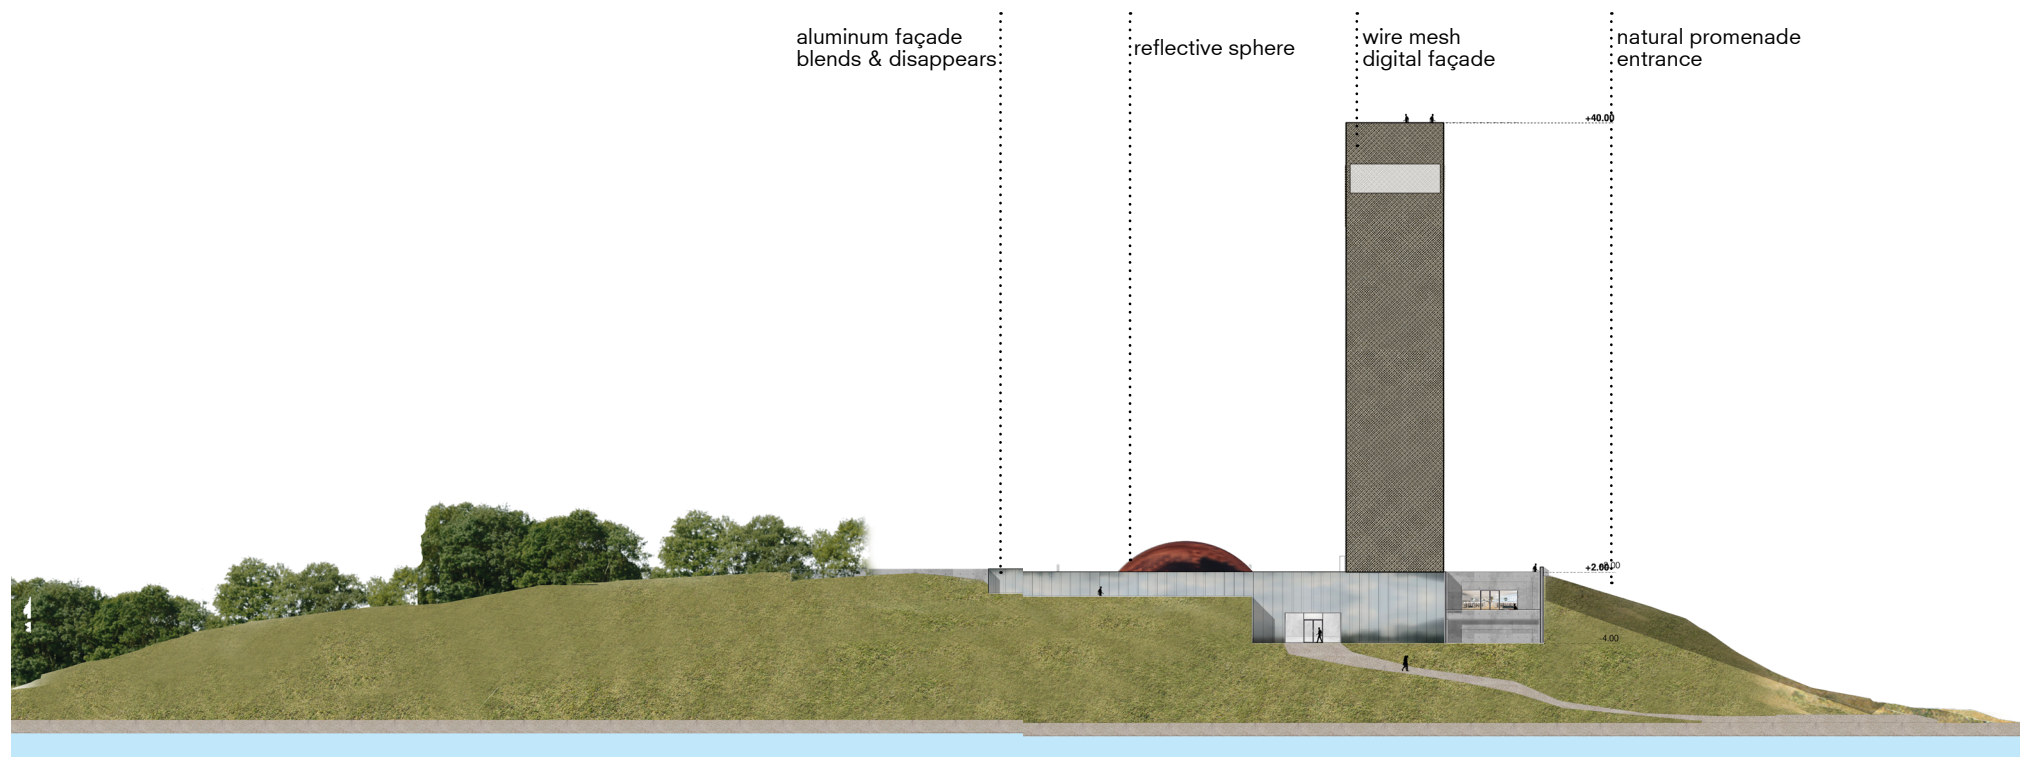 aluminum façade
blends & disappears
reflective sphere
wire mesh
digital façade
natural promenade
entrance
+40.00
+2.00
-4.00